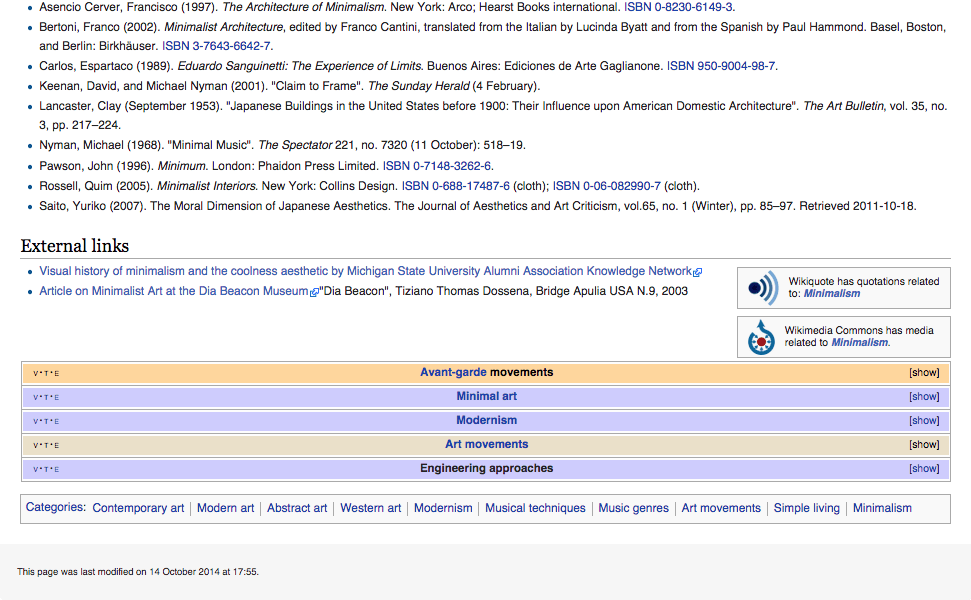 Asencio Cerver, Francisco (1997). The Architecture of Minimalism. New York: Arco; Hearst Books international. ISBN 0-8230-6149-3.
Bertoni, Franco (2002). Minimalist Architecture, edited by Franco Cantini, translated from the Italian by Lucinda Byatt and from the Spanish by Paul Hammond. Basel, Boston,
and Berlin: Birkhäuser. ISBN 3-7643-6642-7.
Carlos, Espartaco (1989). Eduardo Sanguinetti: The Experience of Limits. Buenos Aires: Ediciones de Arte Gaglianone. ISBN 950-9004-98-7.
Keenan, David, and Michael Nyman (2001). "Claim to Frame". The Sunday Herald (4 February).
Lancaster, Clay (September 1953). "Japanese Buildings in the United States before 1900: Their Influence upon American Domestic Architecture". The Art Bulletin, vol. 35, no.
3, pp. 217–224.
Nyman, Michael (1968). "Minimal Music". The Spectator 221, no. 7320 (11 October): 518–19.
Pawson, John (1996). Minimum. London: Phaidon Press Limited. ISBN 0-7148-3262-6.
Rossell, Quim (2005). Minimalist Interiors. New York: Collins Design. ISBN 0-688-17487-6 (cloth); ISBN 0-06-082990-7 (cloth).
Saito, Yuriko (2007). The Moral Dimension of Japanese Aesthetics. The Journal of Aesthetics and Art Criticism, vol.65, no. 1 (Winter), pp. 85–97. Retrieved 2011-10-18.
External links
Visual history of minimalism and the coolness aesthetic by Michigan State University Alumni Association Knowledge Network
Article on Minimalist Art at the Dia Beacon Museum "Dia Beacon", Tiziano Thomas Dossena, Bridge Apulia USA N.9, 2003
Wikiquote has quotations related
to: Minimalism
Wikimedia Commons has media
related to Minimalism.
V·T·E Avant-garde movements [show]
V·T·E Minimal art [show]
V·T·E Modernism [show]
V·T·E Art movements [show]
V·T·E Engineering approaches [show]
Categories: Contemporary art | Modern art | Abstract art | Western art | Modernism | Musical techniques | Music genres | Art movements | Simple living | Minimalism
This page was last modified on 14 October 2014 at 17:55.